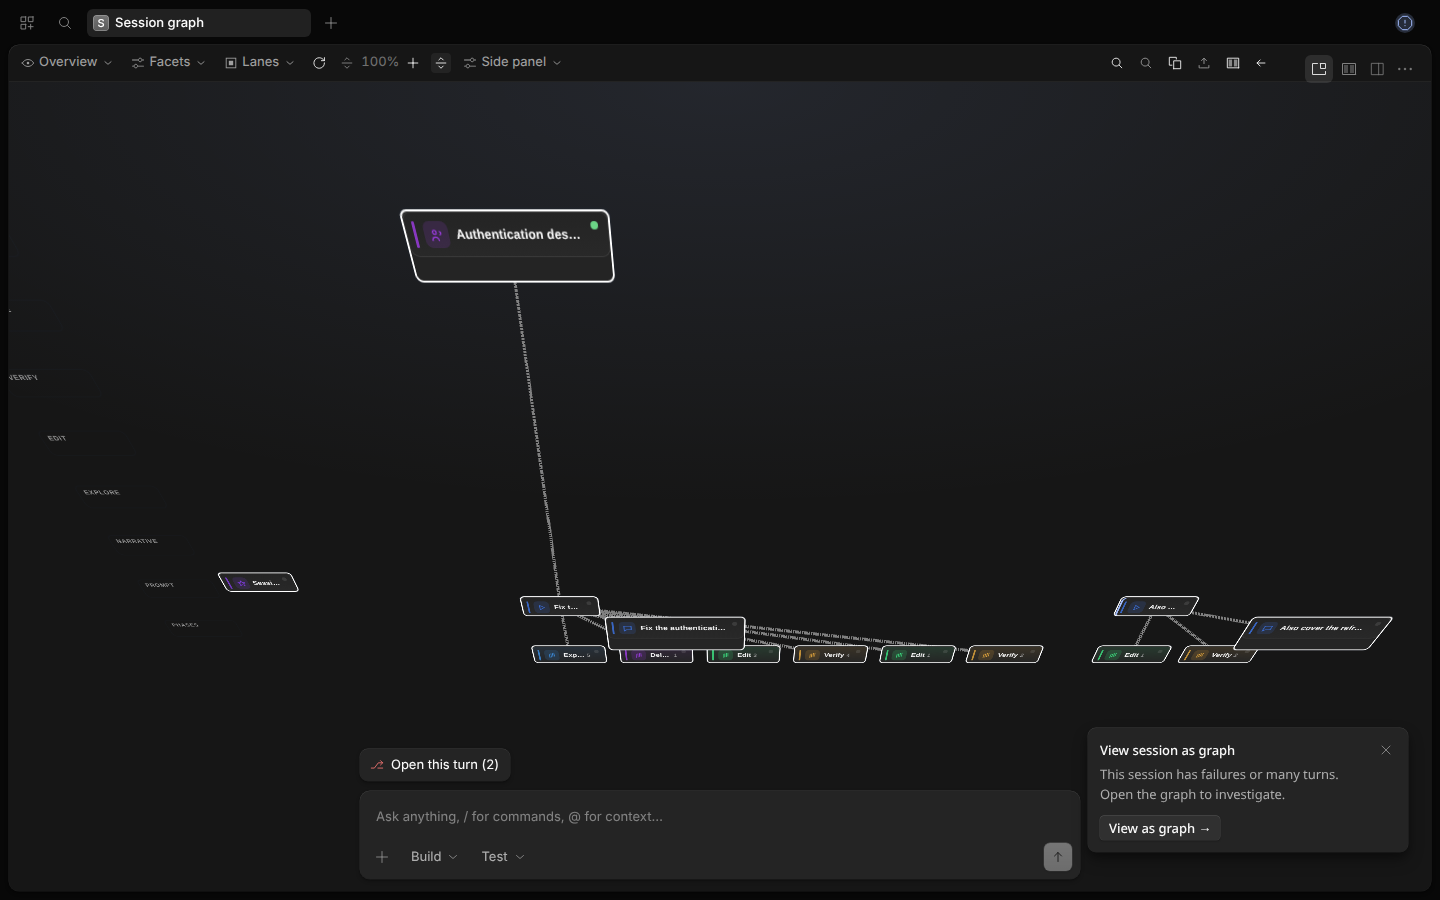 S Session graph
Overview Facets Lanes 100% Side panel
Authentication des...
VERIFY
EDIT
EXPLORE
NARRATIVE
PROMPT
PHASES
Sessi...
Fix t...
Also ...
Fix the authenticati...
Also cover the refr...
Exp...
Del...
Edit
Verify
Edit
Verify
Edit
Verify
Open this turn (2)
View session as graph
This session has failures or many turns.
Open the graph to investigate.
View as graph →
Ask anything, / for commands, @ for context...
Build Test